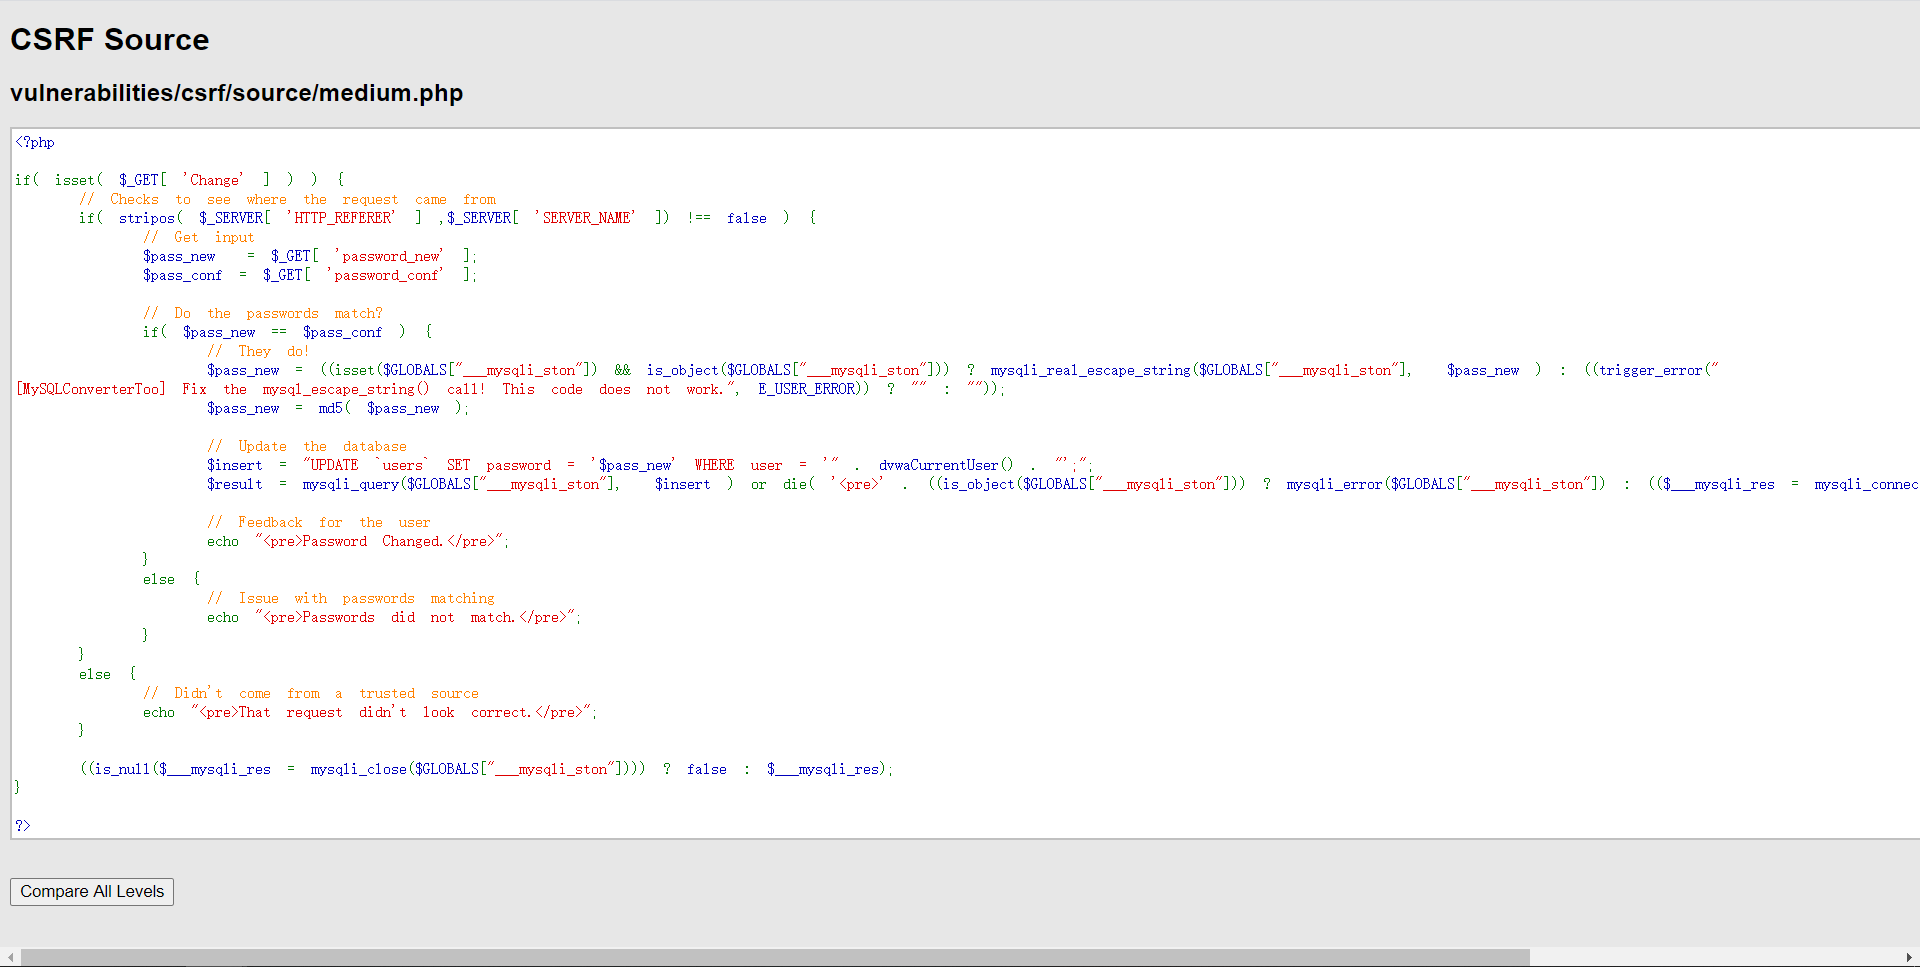 CSRF Source
vulnerabilities/csrf/source/medium.php
<?php
if( isset( $_GET[ 'Change' ] ) ) {
// Checks to see where the request came from
if( stripos( $_SERVER[ 'HTTP_REFERER' ] ,$_SERVER[ 'SERVER_NAME' ]) !== false ) {
// Get input
$pass_new = $_GET[ 'password_new' ];
$pass_conf = $_GET[ 'password_conf' ];
// Do the passwords match?
if( $pass_new == $pass_conf ) {
// They do!
$pass_new = ((isset($GLOBALS["___mysqli_ston"]) && is_object($GLOBALS["___mysqli_ston"])) ? mysqli_real_escape_string($GLOBALS["___mysqli_ston"], $pass_new ) : ((trigger_error("
[MySQLConverterToo] Fix the mysql_escape_string() call! This code does not work.", E_USER_ERROR)) ? "" : ""));
$pass_new = md5( $pass_new );
// Update the database
$insert = "UPDATE `users` SET password = '$pass_new' WHERE user = '" . dvwaCurrentUser() . "';";
$result = mysqli_query($GLOBALS["___mysqli_ston"], $insert ) or die( '<pre>' . ((is_object($GLOBALS["___mysqli_ston"])) ? mysqli_error($GLOBALS["___mysqli_ston"]) : (($___mysqli_res = mysqli_connec
// Feedback for the user
echo "<pre>Password Changed.</pre>";
}
else {
// Issue with passwords matching
echo "<pre>Passwords did not match.</pre>";
}
}
else {
// Didn't come from a trusted source
echo "<pre>That request didn't look correct.</pre>";
}
((is_null($___mysqli_res = mysqli_close($GLOBALS["___mysqli_ston"]))) ? false : $___mysqli_res);
}
?>
Compare All Levels